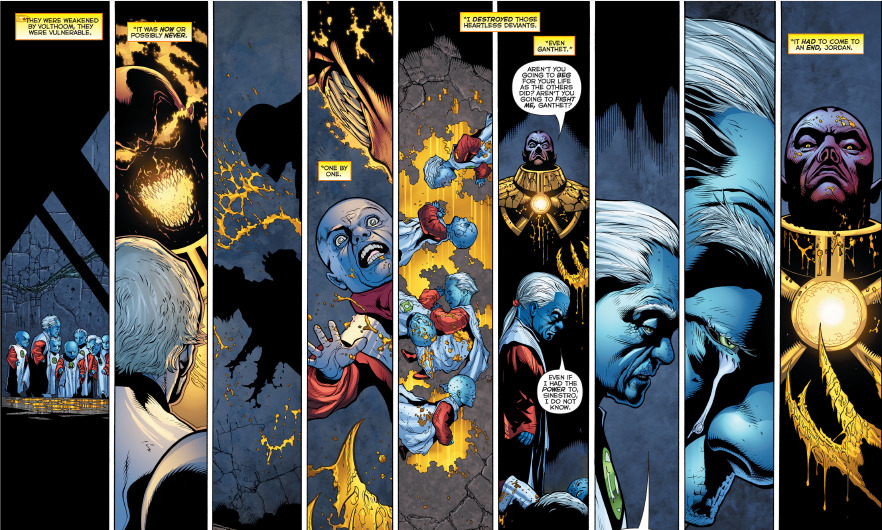 "THEY WERE WEAKENED
BY VOLTHOOM, THEY
WERE VULNERABLE.
"IT WAS NOW OR
POSSIBLY NEVER.
"ONE BY
ONE.
"I DESTROYED THOSE
HEARTLESS DEVIANTS.
"EVEN
GANTHET."
AREN'T YOU
GOING TO BEG
FOR YOUR LIFE
AS THE OTHERS
DID? AREN'T YOU
GOING TO FIGHT
ME, GANTHET?
EVEN IF
I HAD THE
POWER TO,
SINESTRO,
I DO NOT
KNOW.
"IT HAD TO COME TO
AN END, JORDAN.